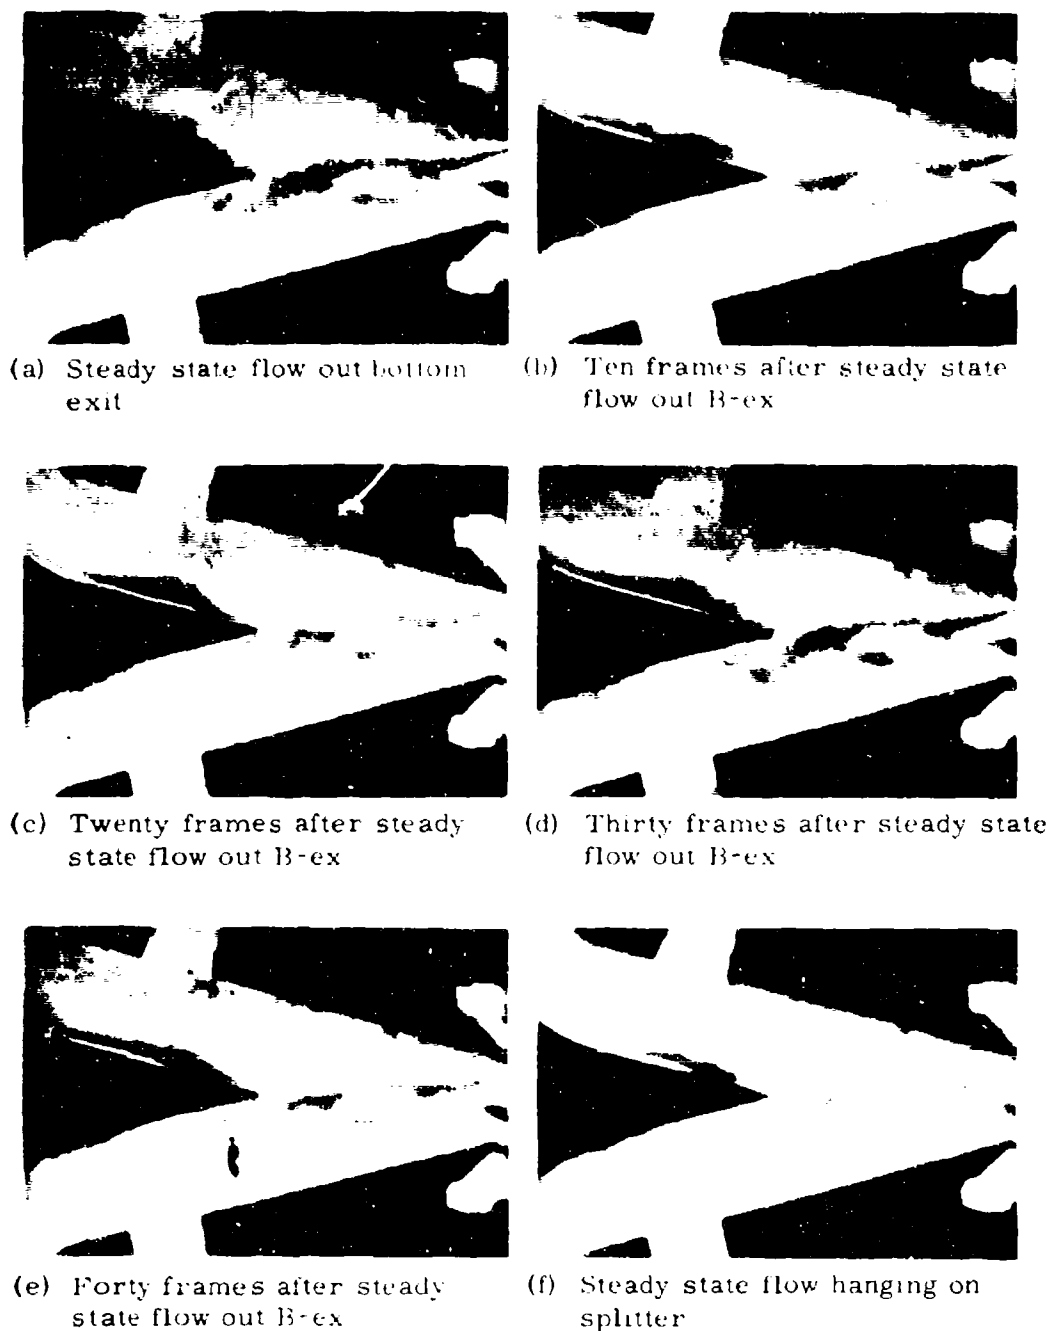 (a) Steady state flow out bottom
exit
(b) Ten frames after steady state
flow out B-ex
(c) Twenty frames after steady
state flow out B-ex
(d) Thirty frames after steady state
flow out B-ex
(e) Forty frames after steady
state flow out B-ex
(f) Steady state flow hanging on
splitter